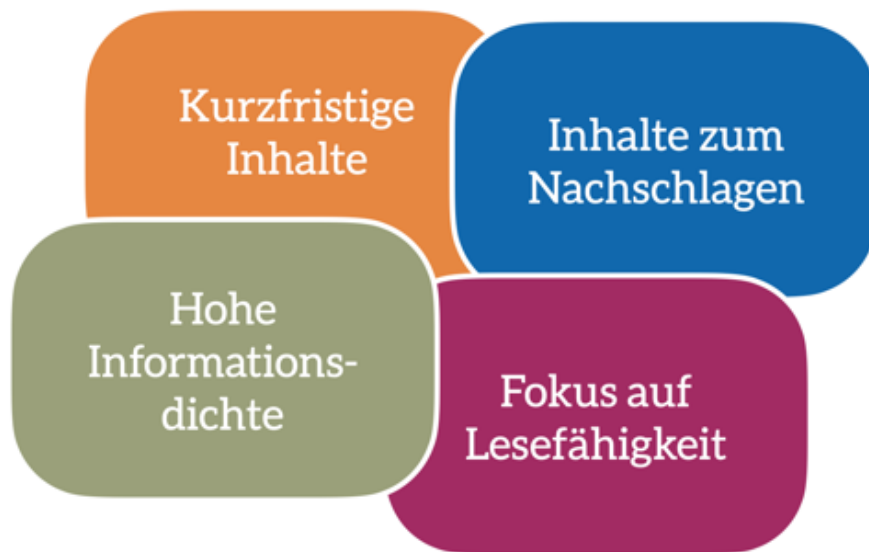 Kurzfristige
Inhalte
Inhalte zum
Nachschlagen
Hohe
Informations-
dichte
Fokus auf
Lesefähigkeit